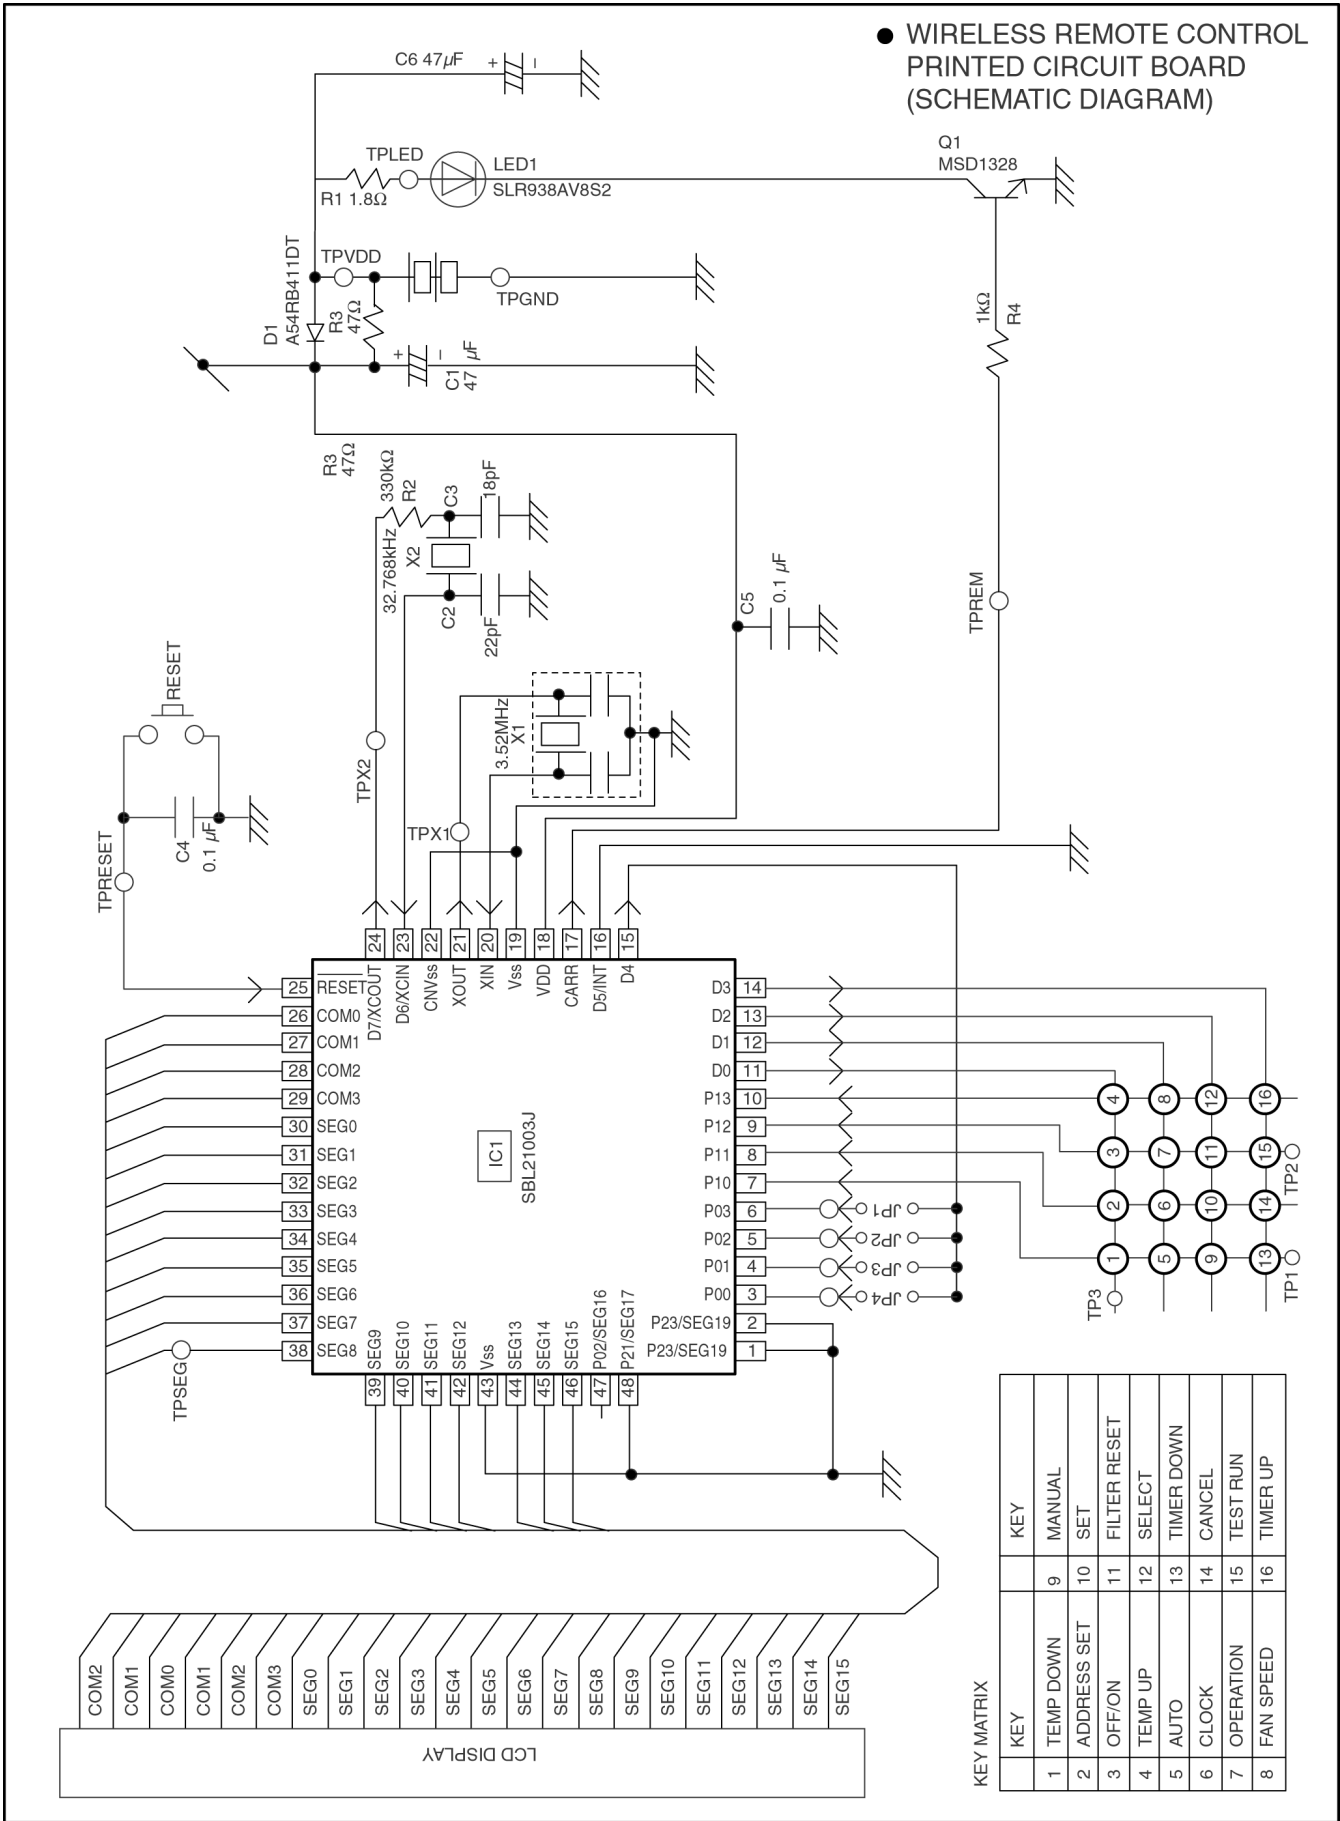 ● WIRELESS REMOTE CONTROL
PRINTED CIRCUIT BOARD
(SCHEMATIC DIAGRAM)
C6 47µF
+ −
TPLED
R1 1.8Ω
LED1
SLR938AV8S2
Q1
MSD1328
D1
A54RB411DT
TPVDD
R3
47Ω
TPGND
+ −
C1
47 µF
1kΩ
R4
R3
47Ω
330kΩ
R2
C3
18pF
32.768kHz
X2
C2
22pF
C5
0.1 µF
TPREM
RESET
C4
0.1 µF
TPRESET
TPX2
TPX1
3.52MHz
X1
24
23
22
21
20
19
18
17
16
15
D7/XCOUT
D6/XCIN
CNVss
XOUT
XIN
Vss
VDD
CARR
D5/INT
D4
25 RESET
26 COM0
27 COM1
28 COM2
29 COM3
30 SEG0
31 SEG1
32 SEG2
33 SEG3
34 SEG4
35 SEG5
36 SEG6
37 SEG7
38 SEG8
TPSEG
IC1
SBL21003J
D3 14
D2 13
D1 12
D0 11
P13 10
P12 9
P11 8
P10 7
P03 6
P02 5
P01 4
P00 3
P23/SEG19 2
P23/SEG19 1
JP1
JP2
JP3
JP4
SEG9
SEG10
SEG11
SEG12
Vss
SEG13
SEG14
SEG15
P02/SEG16
P21/SEG17
39
40
41
42
43
44
45
46
47
48
4 8 12 16
3 7 11 15
2 6 10 14
1 5 9 13
TP2
TP1
TP3
COM2
COM1
COM0
COM1
COM2
COM3
SEG0
SEG1
SEG2
SEG3
SEG4
SEG5
SEG6
SEG7
SEG8
SEG9
SEG10
SEG11
SEG12
SEG13
SEG14
SEG15
LCD DISPLAY
KEY MATRIX
KEY KEY
1 TEMP DOWN 9 MANUAL
2 ADDRESS SET 10 SET
3 OFF/ON 11 FILTER RESET
4 TEMP UP 12 SELECT
5 AUTO 13 TIMER DOWN
6 CLOCK 14 CANCEL
7 OPERATION 15 TEST RUN
8 FAN SPEED 16 TIMER UP